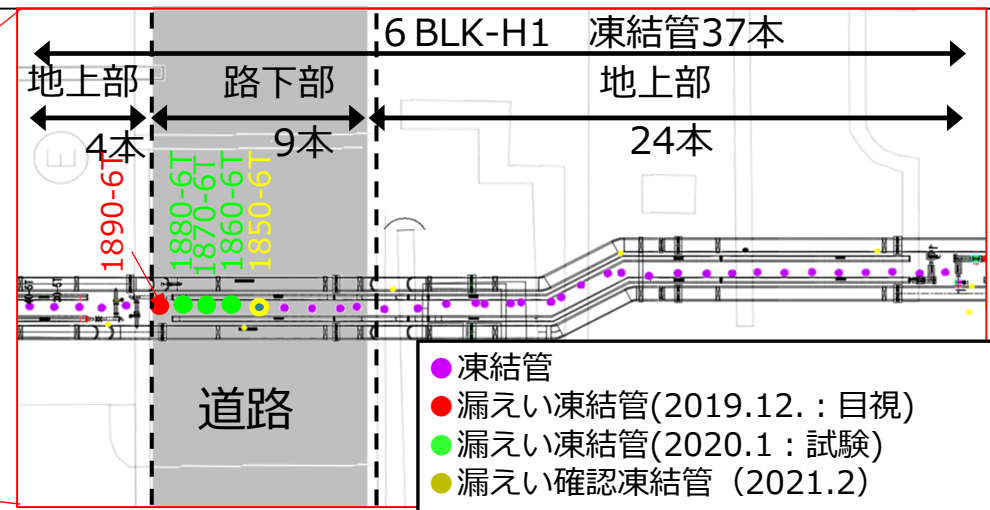 6 BLK-H1　凍結管37本
地上部
路下部
地上部
4本
9本
24本
E
1890-6T
1880-6T
1870-6T
1860-6T
1850-6T
道路
凍結管
漏えい凍結管(2019.12.：目視)
漏えい凍結管(2020.1：試験)
漏えい確認凍結管（2021.2）